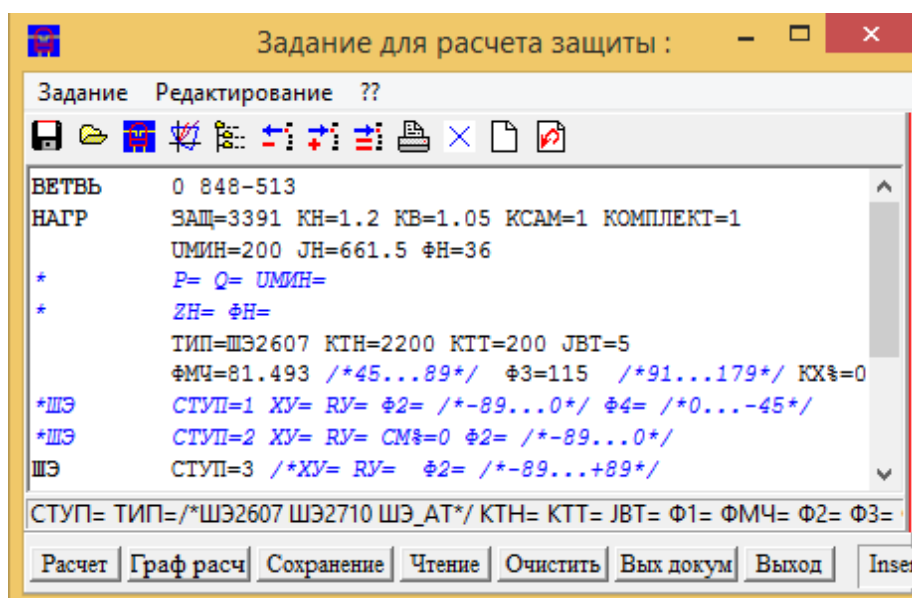 Задание для расчета защиты :
Задание Редактирование ??
ВЕТВЬ 0 848-513
НАГР ЗАЩ=3391 КН=1.2 КВ=1.05 КСАМ=1 КОМПЛЕКТ=1
UМИН=200 JН=661.5 ФН=36
* P= Q= UМИН=
* ZН= ФН=
ТИП=ШЭ2607 КТН=2200 КТТ=200 JВТ=5
ФМЧ=81.493 /*45...89*/ Ф3=115 /*91...179*/ КХ%=0
*ШЭ СТУП=1 ХУ= RУ= Ф2= /*-89...0*/ Ф4= /*0...-45*/
*ШЭ СТУП=2 ХУ= RУ= СМ%=0 Ф2= /*-89...0*/
ШЭ СТУП=3 /*ХУ= RУ= Ф2= /*-89...+89*/
СТУП= ТИП=/*ШЭ2607 ШЭ2710 ШЭ_АТ*/ КТН= КТТ= JВТ= Ф1= ФМЧ= Ф2= Ф3=
Расчет Граф расч Сохранение Чтение Очистить Вых докум Выход Inse